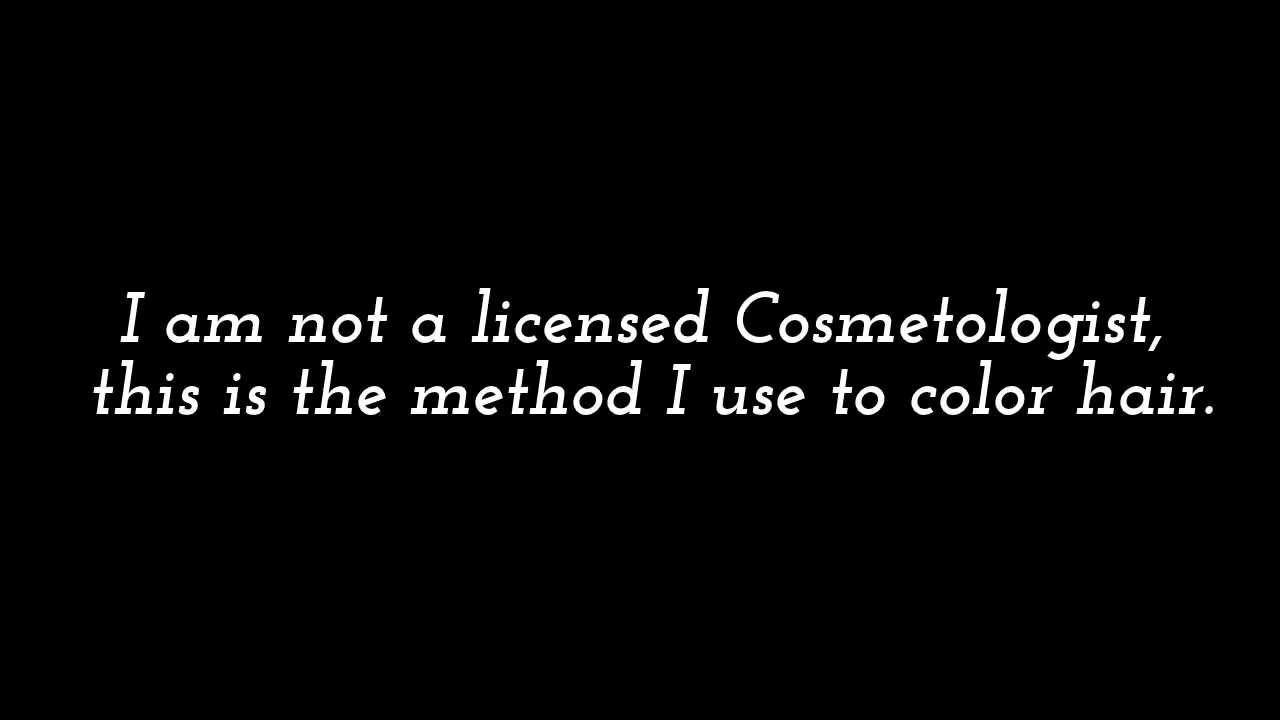 I am not a licensed Cosmetologist,
this is the method I use to color hair.